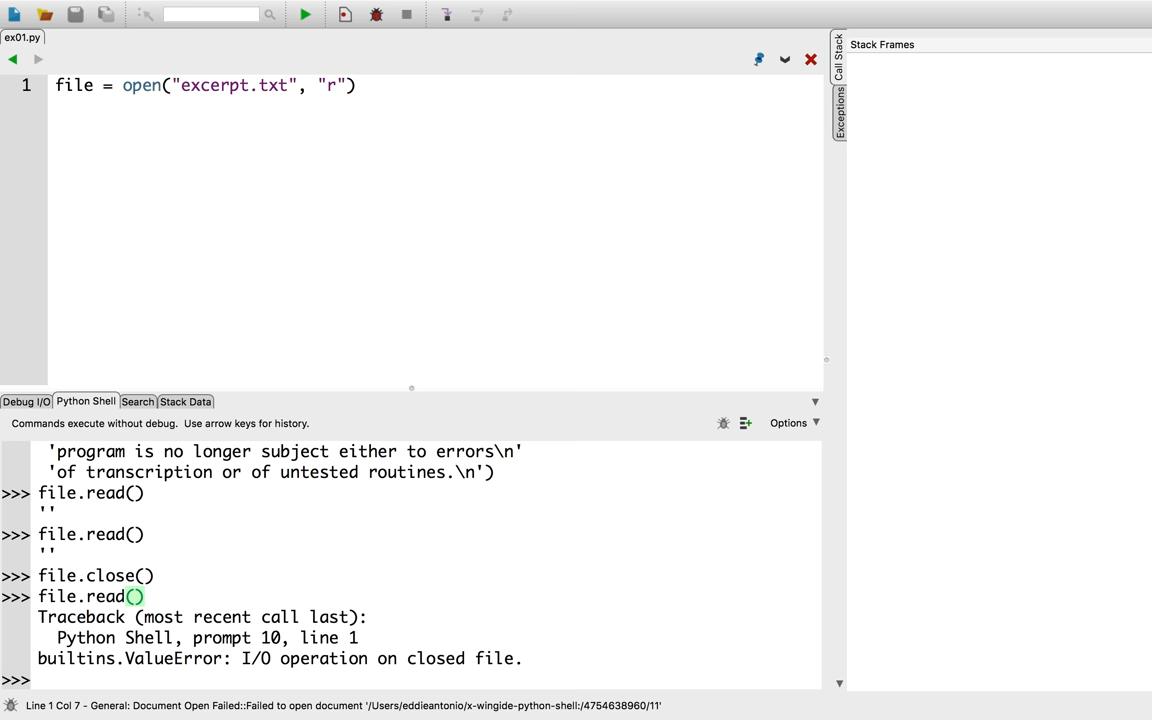 ex01.py
1 file = open("excerpt.txt", "r")
Call Stack
Exceptions
Stack Frames
Debug I/O Python Shell Search Stack Data
Commands execute without debug. Use arrow keys for history.
Options
'program is no longer subject either to errors\n'
'of transcription or of untested routines.\n')
>>> file.read()
''
>>> file.read()
''
>>> file.close()
>>> file.read()
Traceback (most recent call last):
Python Shell, prompt 10, line 1
builtins.ValueError: I/O operation on closed file.
>>>
Line 1 Col 7 - General: Document Open Failed::Failed to open document '/Users/eddieantonio/x-wingide-python-shell:/4754638960/11'